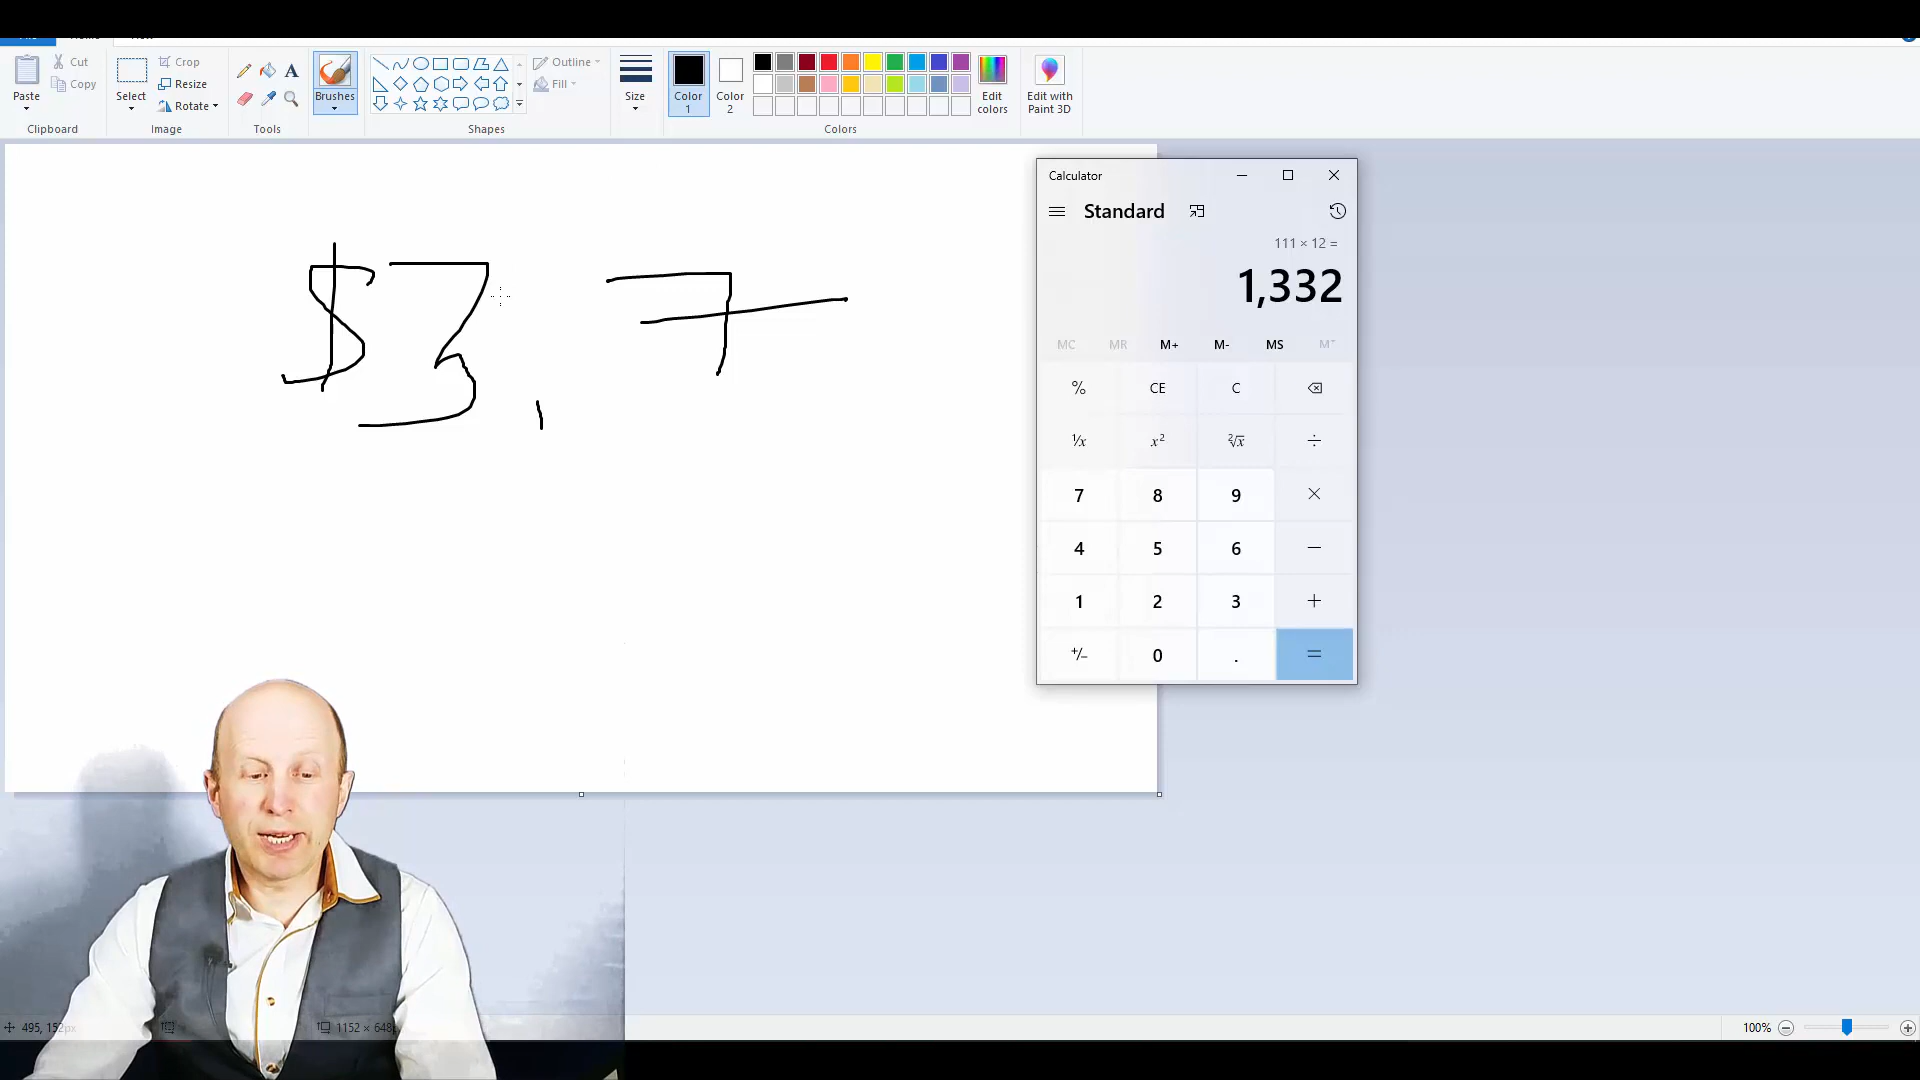 Cut
Copy
Paste
Clipboard
Select
Crop
Resize
Rotate
Image
A
Tools
Brushes
Outline
Fill
Shapes
Size
Color 1
Color 2
Edit colors
Colors
Edit with Paint 3D
$3, 7
Calculator
Standard
111 × 12 =
1,332
MC MR M+ M- MS
% CE C
¹/x x² ²√x ÷
7 8 9 ×
4 5 6 −
1 2 3 +
+/− 0 . =
495, 152px
1152 × 648px
100%